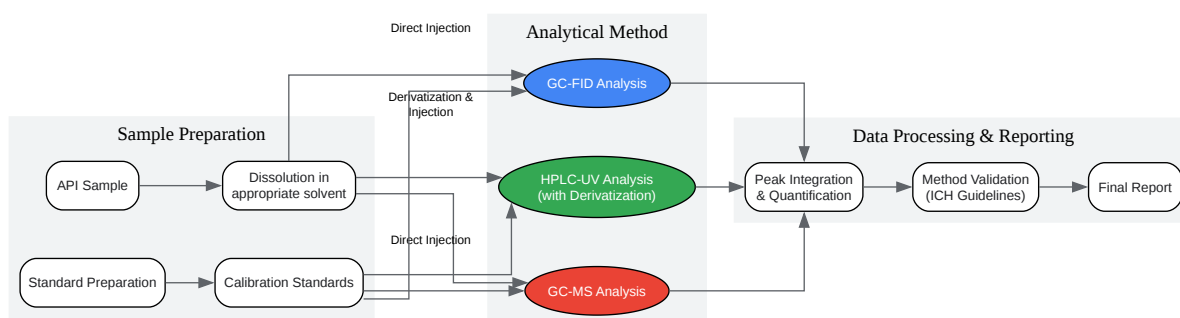 Direct Injection
Analytical Method
GC-FID Analysis
Derivatization &
Injection
Sample Preparation
Data Processing & Reporting
API Sample
Dissolution in
appropriate solvent
HPLC-UV Analysis
(with Derivatization)
Peak Integration
& Quantification
Method Validation
(ICH Guidelines)
Final Report
Direct Injection
Standard Preparation
Calibration Standards
GC-MS Analysis